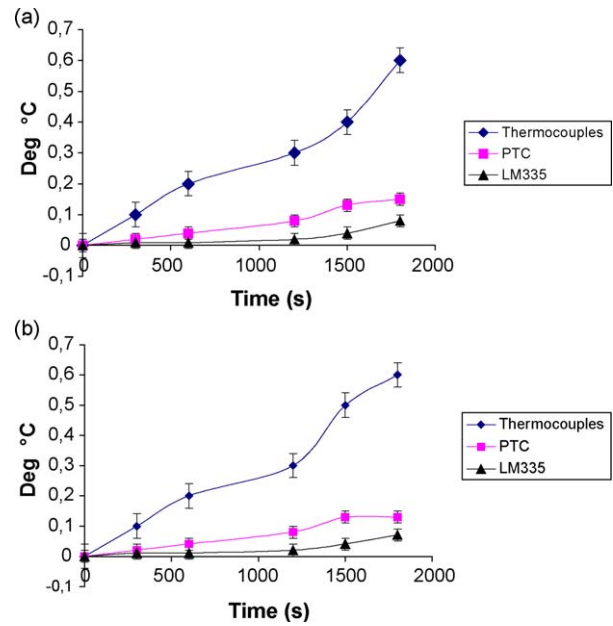 (a)
0,7
0,6
0,5
0,4
0,3
0,2
0,1
0
-0,1
Deg °C
0 500 1000 1500 2000
Time (s)
Thermocouples
PTC
LM335
(b)
0,7
0,6
0,5
0,4
0,3
0,2
0,1
0
-0,1
Deg °C
0 500 1000 1500 2000
Time (s)
Thermocouples
PTC
LM335